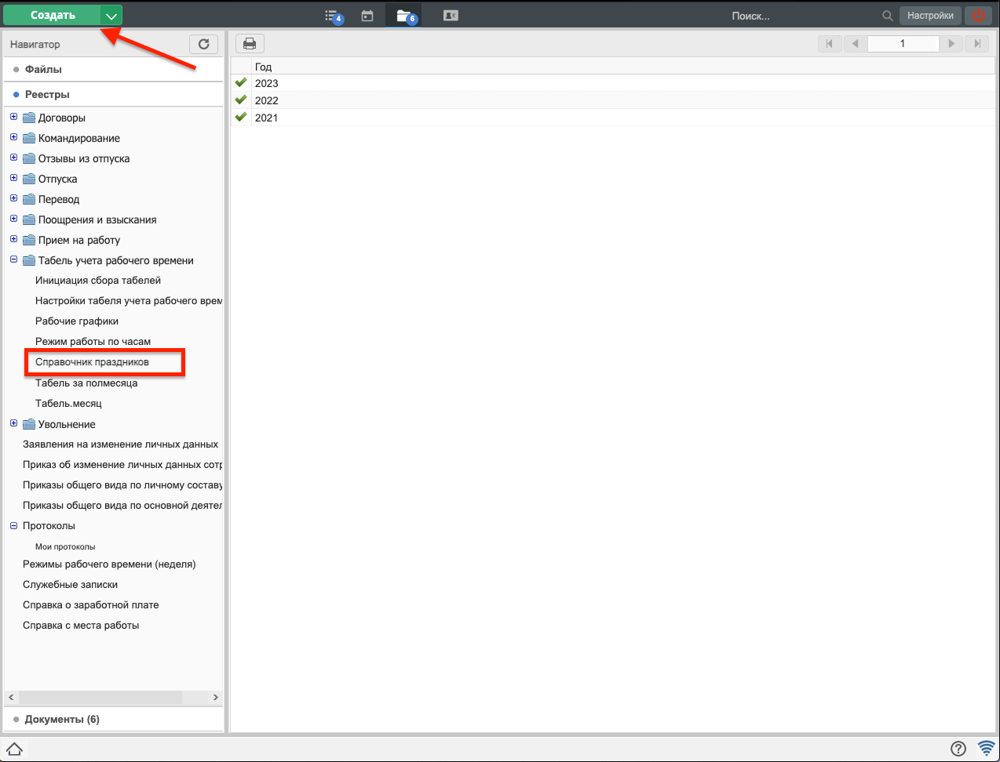 Создать
4
6
Поиск...
Настройки
Навигатор
1
Файлы
Год
2023
Реестры
2022
2021
Договоры
Командирование
Отзывы из отпуска
Отпуска
Перевод
Поощрения и взыскания
Прием на работу
Табель учета рабочего времени
Инициация сбора табелей
Настройки табеля учета рабочего врем
Рабочие графики
Режим работы по часам
Справочник праздников
Табель за полмесяца
Табель.месяц
Увольнение
Заявления на изменение личных данных
Приказ об изменение личных данных сотр
Приказы общего вида по личному составу
Приказы общего вида по основной деятел
Протоколы
Мои протоколы
Режимы рабочего времени (неделя)
Служебные записки
Справка о заработной плате
Справка с места работы
Документы (6)